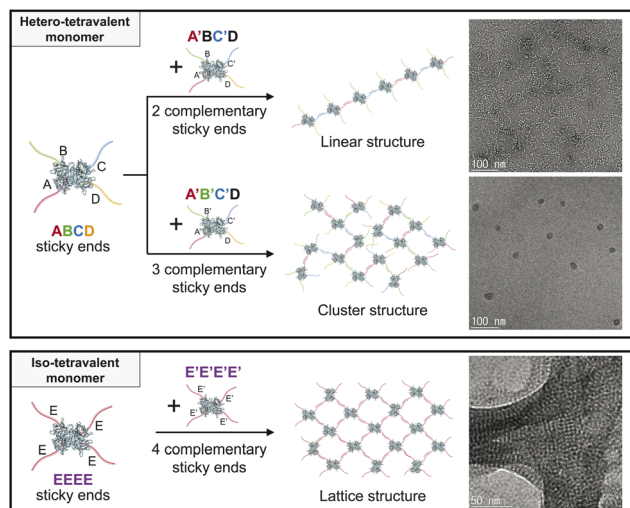 Hetero-tetravalent
monomer
A'BC'D
B
C'
A'
D
2 complementary
sticky ends
Linear structure
100 nm
B
C
A
D
ABCD
sticky ends
A'B'C'D
B'
C'
A'
D
3 complementary
sticky ends
Cluster structure
100 nm
Iso-tetravalent
monomer
E'E'E'E'
E'
E'
E'
E'
E
E
E
E
EEEE
sticky ends
4 complementary
sticky ends
Lattice structure
50 nm